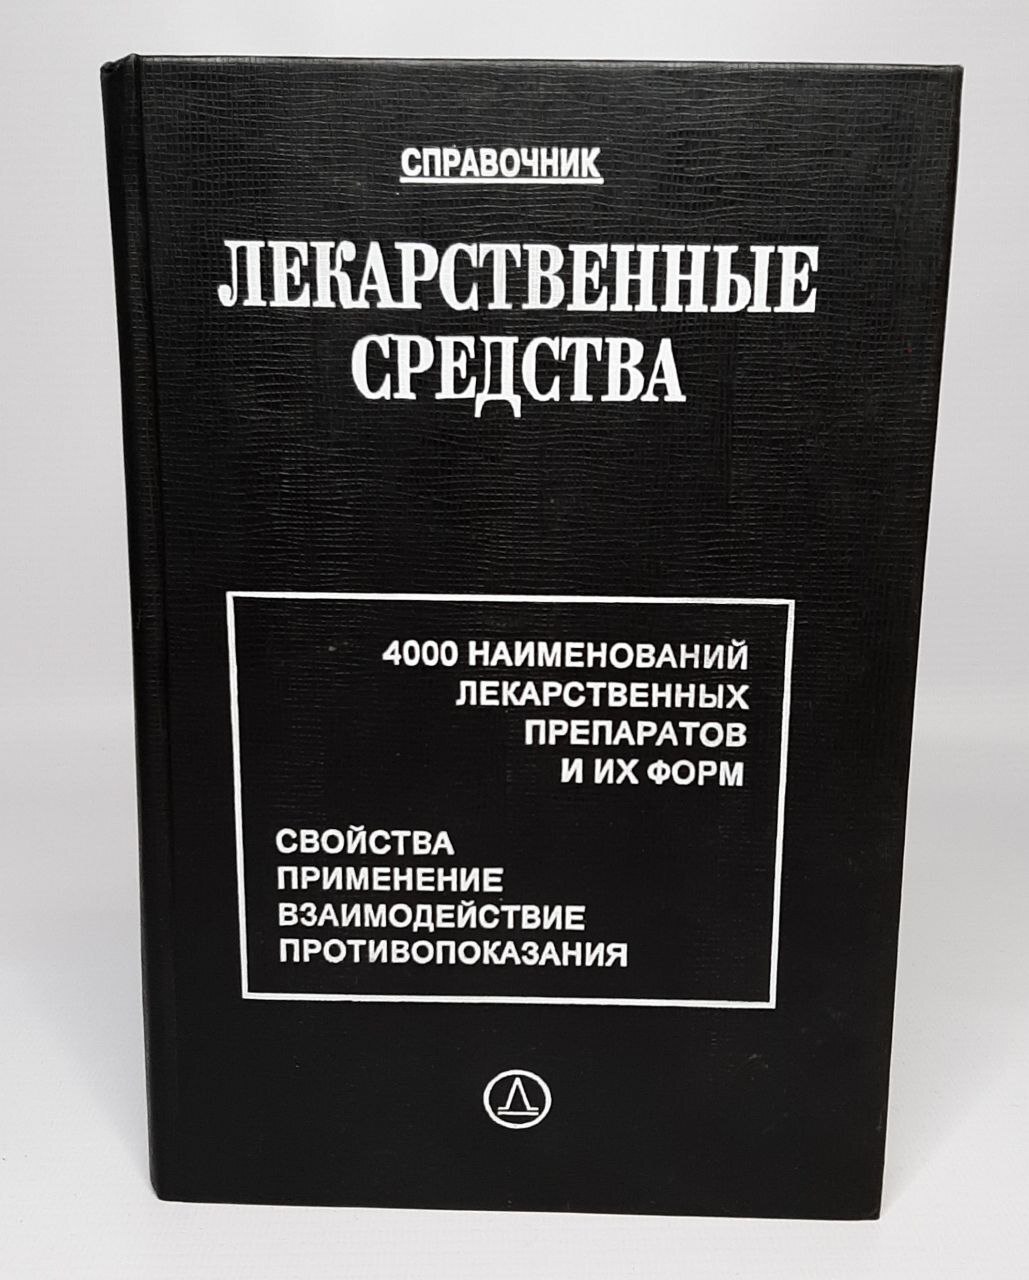 СПРАВОЧНИК
ЛЕКАРСТВЕННЫЕ
СРЕДСТВА
4000 НАИМЕНОВАНИЙ
ЛЕКАРСТВЕННЫХ
ПРЕПАРАТОВ
И ИХ ФОРМ
СВОЙСТВА
ПРИМЕНЕНИЕ
ВЗАИМОДЕЙСТВИЕ
ПРОТИВОПОКАЗАНИЯ